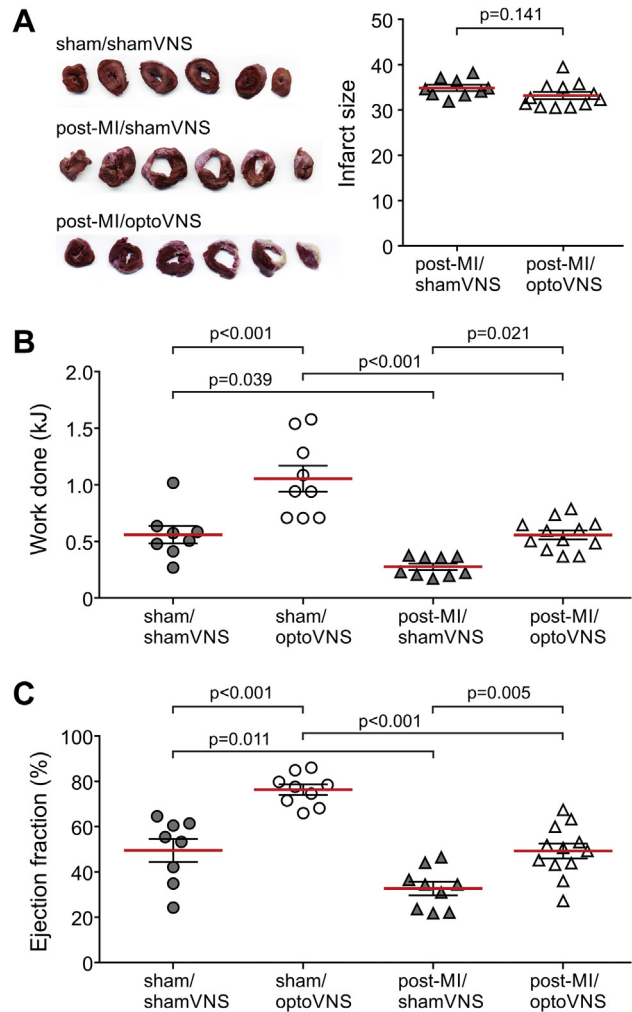 A
sham/shamVNS
post-MI/shamVNS
post-MI/optoVNS
p=0.141
Infarct size
50
40
30
20
10
0
post-MI/
shamVNS
post-MI/
optoVNS
B
p<0.001
p=0.021
p<0.001
p=0.039
Work done (kJ)
2.0
1.5
1.0
0.5
0
sham/
shamVNS
sham/
optoVNS
post-MI/
shamVNS
post-MI/
optoVNS
C
p<0.001
p=0.005
p<0.001
p=0.011
Ejection fraction (%)
100
80
60
40
20
0
sham/
shamVNS
sham/
optoVNS
post-MI/
shamVNS
post-MI/
optoVNS